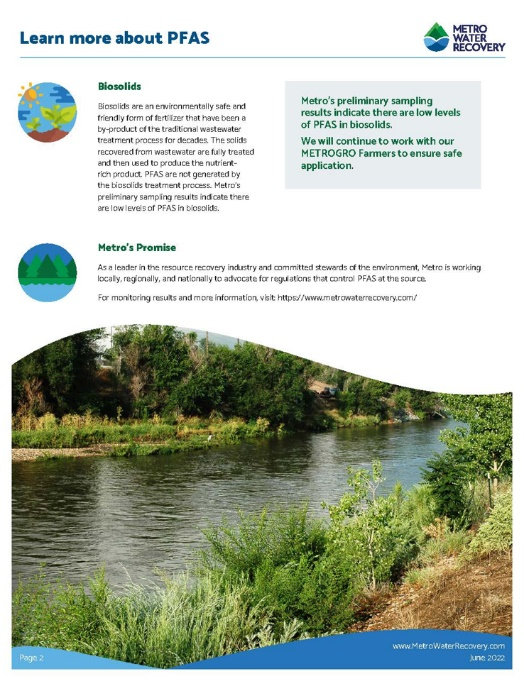 Learn more about PFAS
METRO
WATER
RECOVERY
Biosolids
Biosolids are an environmentally safe and
friendly form of fertilizer that have been a
by-product of the traditional wastewater
treatment process for decades. The solids
recovered from wastewater are fully treated
and then used to produce the nutrient-
rich product. PFAS are not generated by
the biosolids treatment process. Metro's
preliminary sampling results indicate there
are low levels of PFAS in biosolids.
Metro's preliminary sampling
results indicate there are low levels
of PFAS in biosolids.
We will continue to work with our
METROGRO Farmers to ensure safe
application.
Metro's Promise
As a leader in the resource recovery industry and committed stewards of the environment, Metro is working
locally, regionally, and nationally to advocate for regulations that control PFAS at the source.
For monitoring results and more information, visit: https://www.metrowaterrecovery.com/
Page 2
www.MetroWaterRecovery.com
June 2022